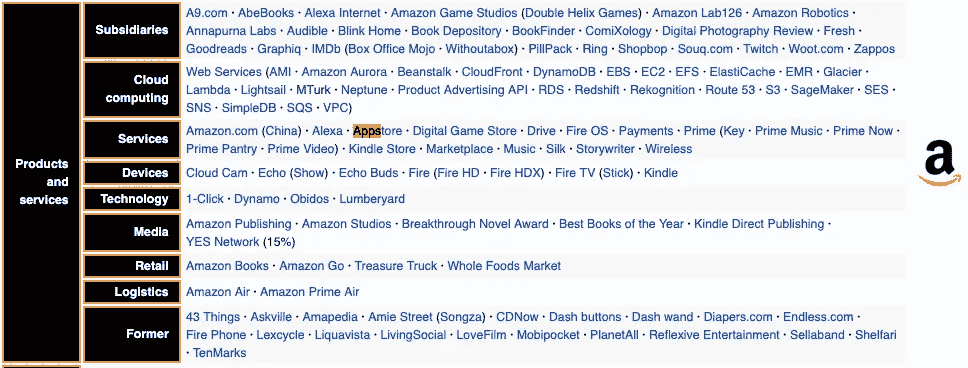 Products and services
Subsidiaries
A9.com · AbeBooks · Alexa Internet · Amazon Game Studios (Double Helix Games) · Amazon Lab126 · Amazon Robotics ·
Annapurna Labs · Audible · Blink Home · Book Depository · BookFinder · ComiXology · Digital Photography Review · Fresh ·
Goodreads · Graphiq · IMDb (Box Office Mojo · Withoutabox) · PillPack · Ring · Shopbop · Souq.com · Twitch · Woot.com · Zappos
Cloud computing
Web Services (AMI · Amazon Aurora · Beanstalk · CloudFront · DynamoDB · EBS · EC2 · EFS · ElastiCache · EMR · Glacier ·
Lambda · Lightsail · MTurk · Neptune · Product Advertising API · RDS · Redshift · Rekognition · Route 53 · S3 · SageMaker · SES ·
SNS · SimpleDB · SQS · VPC)
Services
Amazon.com (China) · Alexa · Appstore · Digital Game Store · Drive · Fire OS · Payments · Prime (Key · Prime Music · Prime Now ·
Prime Pantry · Prime Video) · Kindle Store · Marketplace · Music · Silk · Storywriter · Wireless
Devices
Cloud Cam · Echo (Show) · Echo Buds · Fire (Fire HD · Fire HDX) · Fire TV (Stick) · Kindle
Technology
1-Click · Dynamo · Obidos · Lumberyard
Media
Amazon Publishing · Amazon Studios · Breakthrough Novel Award · Best Books of the Year · Kindle Direct Publishing ·
YES Network (15%)
Retail
Amazon Books · Amazon Go · Treasure Truck · Whole Foods Market
Logistics
Amazon Air · Amazon Prime Air
Former
43 Things · Askville · Amapedia · Amie Street (Songza) · CDNow · Dash buttons · Dash wand · Diapers.com · Endless.com ·
Fire Phone · Lexcycle · Liquavista · LivingSocial · LoveFilm · Mobipocket · PlanetAll · Reflexive Entertainment · Sellaband · Shelfari
· TenMarks
a